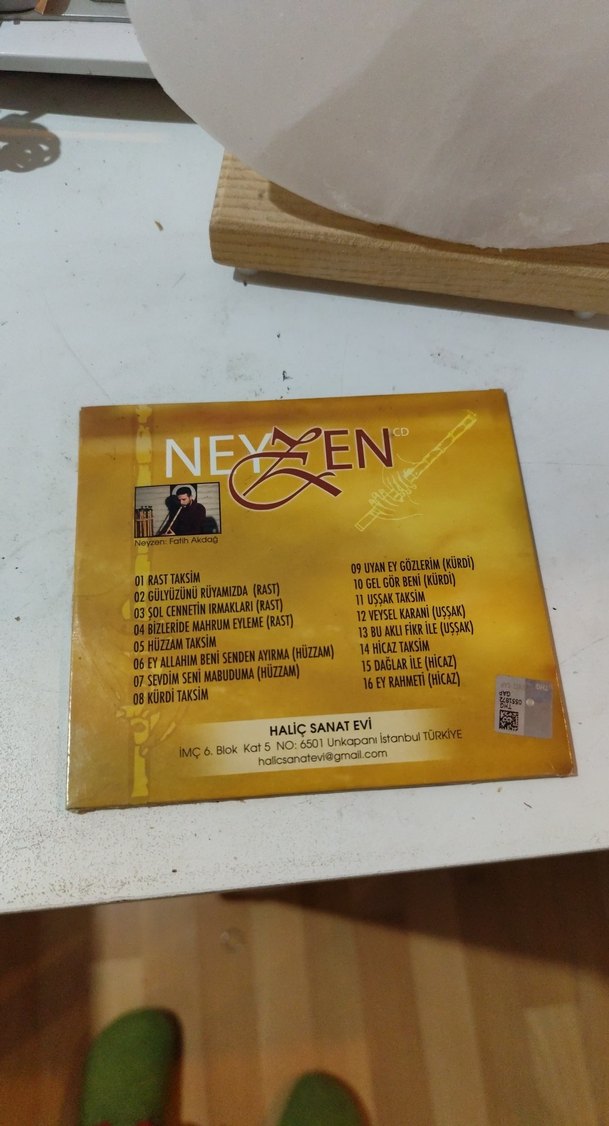 NEYZEN CD
Neyzen: Fatih Akdağ
01 RAST TAKSİM
02 GÜLYÜZÜNÜ RÜYAMIZDA (RAST)
03 ŞOL CENNETİN IRMAKLARI (RAST)
04 BİZLERİDE MAHRUM EYLEME (RAST)
05 HÜZZAM TAKSİM
06 EY ALLAHIM BENİ SENDEN AYIRMA (HÜZZAM)
07 SEVDİM SENİ MABUDUMA (HÜZZAM)
08 KÜRDİ TAKSİM
09 UYAN EY GÖZLERİM (KÜRDİ)
10 GEL GÖR BENİ (KÜRDİ)
11 UŞŞAK TAKSİM
12 VEYSEL KARANİ (UŞŞAK)
13 BU AKLI FİKR İLE (UŞŞAK)
14 HİCAZ TAKSİM
15 DAĞLAR İLE (HİCAZ)
16 EY RAHMETİ (HİCAZ)
HALİÇ SANAT EVİ
İMÇ 6. Blok Kat 5 NO: 6501 Unkapanı İstanbul TÜRKİYE
halicsanatevi@gmail.com